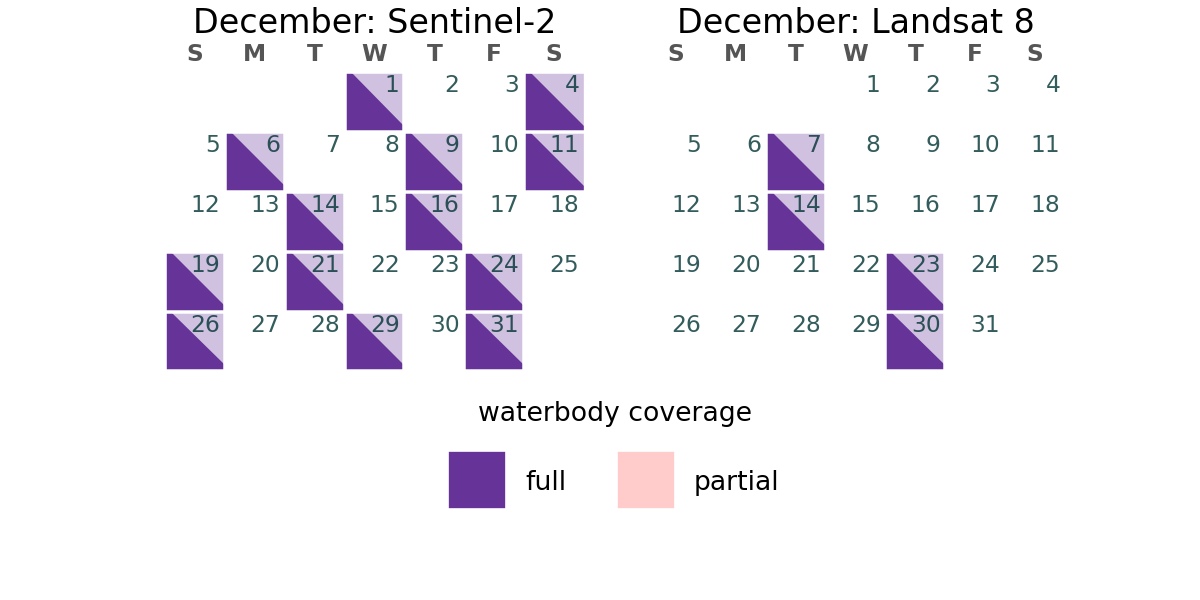 December: Sentinel-2
S M T W T F S
1 2 3 4
5 6 7 8 9 10 11
12 13 14 15 16 17 18
19 20 21 22 23 24 25
26 27 28 29 30 31
December: Landsat 8
S M T W T F S
1 2 3 4
5 6 7 8 9 10 11
12 13 14 15 16 17 18
19 20 21 22 23 24 25
26 27 28 29 30 31
waterbody coverage
full partial